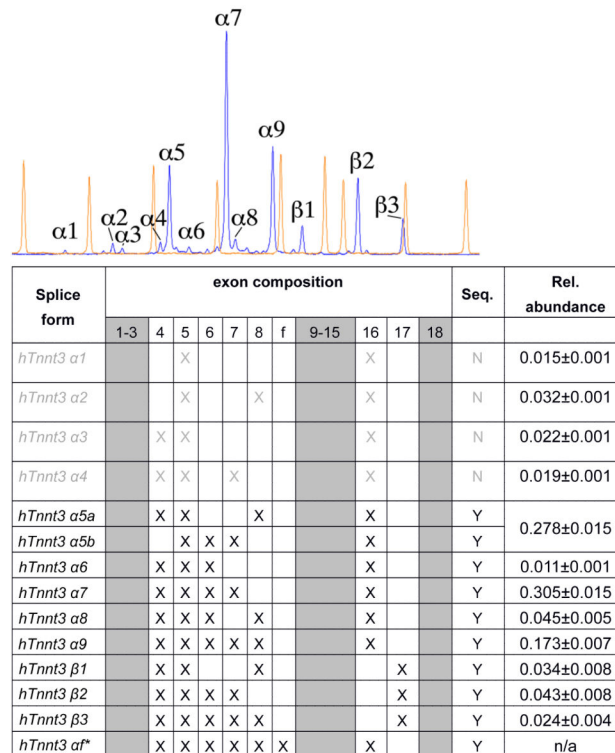 α7
α9
α5
β2
β1
β3
α4
α2
α8
α1
α3
α6
Splice form exon composition Seq. Rel. abundance
1-3 4 5 6 7 8 f 9-15 16 17 18
hTnnt3 α1 X X N 0.015±0.001
hTnnt3 α2 X X X N 0.032±0.001
hTnnt3 α3 X X X N 0.022±0.001
hTnnt3 α4 X X X X N 0.019±0.001
hTnnt3 α5a X X X X Y 0.278±0.015
hTnnt3 α5b X X X X Y
hTnnt3 α6 X X X X Y 0.011±0.001
hTnnt3 α7 X X X X X Y 0.305±0.015
hTnnt3 α8 X X X X X Y 0.045±0.005
hTnnt3 α9 X X X X X X Y 0.173±0.007
hTnnt3 β1 X X X X Y 0.034±0.008
hTnnt3 β2 X X X X X Y 0.043±0.008
hTnnt3 β3 X X X X X X Y 0.024±0.004
hTnnt3 αf* X X X X X X X Y n/a